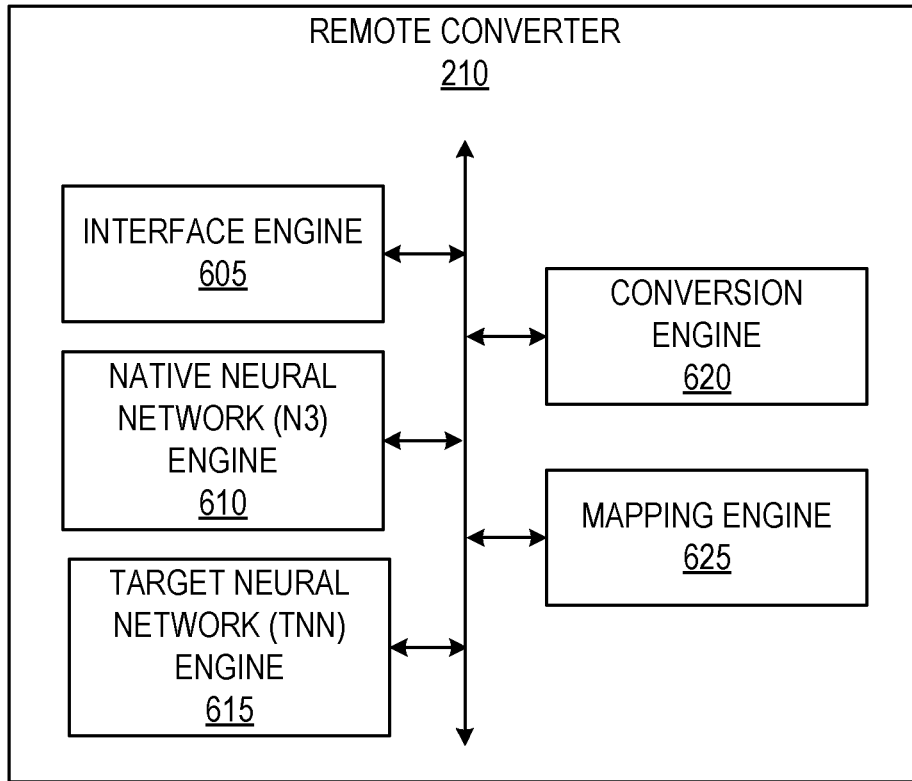 REMOTE CONVERTER
210
INTERFACE ENGINE
605
NATIVE NEURAL
NETWORK (N3)
ENGINE
610
TARGET NEURAL
NETWORK (TNN)
ENGINE
615
CONVERSION
ENGINE
620
MAPPING ENGINE
625